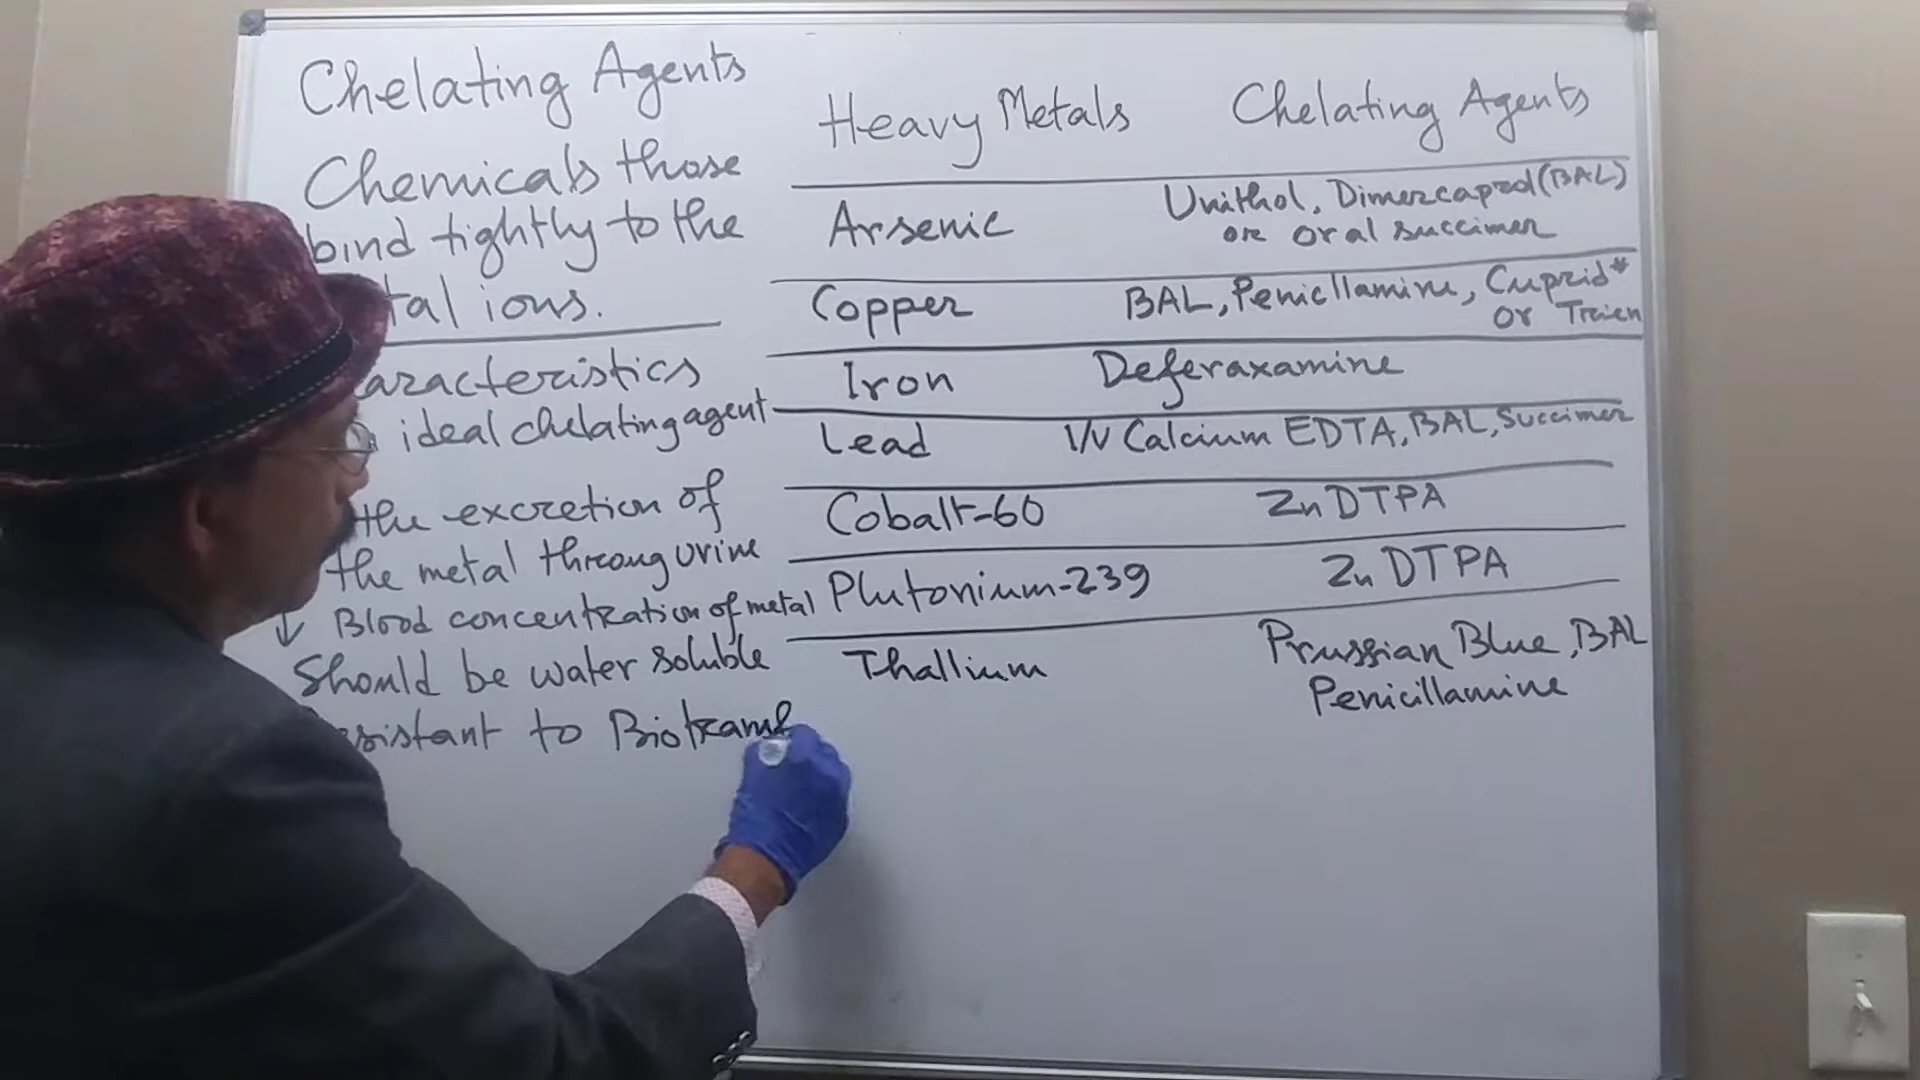 Chelating Agents
Chemicals those
bind tightly to the
tal ions.
aracteristics
ideal chelating agent
the excretion of
the metal throug urine
↓ Blood concentration of metal
Should be water soluble
sistant to Biotransf
Heavy Metals Chelating Agents
Arsenic Unithol, Dimercaprol (BAL)
or oral succimer
Copper BAL, Penicllamine, Cuprid*
or Trien
Iron Deferaxamine
Lead I/V Calcium EDTA, BAL, Succimer
Cobalt-60 Zn DTPA
Plutonium-239 Zn DTPA
Thallium Prussian Blue, BAL
Penicillamine